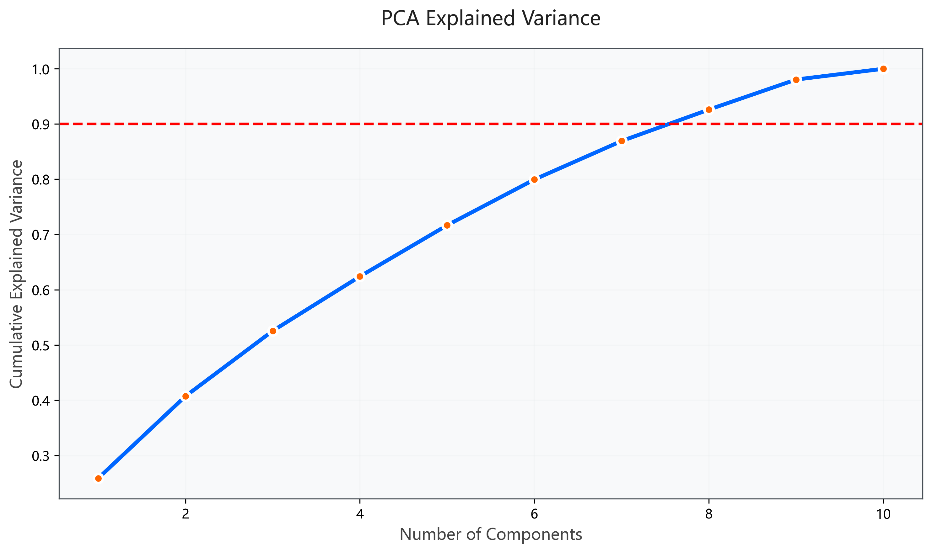 PCA Explained Variance
Cumulative Explained Variance
1.0
0.9
0.8
0.7
0.6
0.5
0.4
0.3
2 4 6 8 10
Number of Components